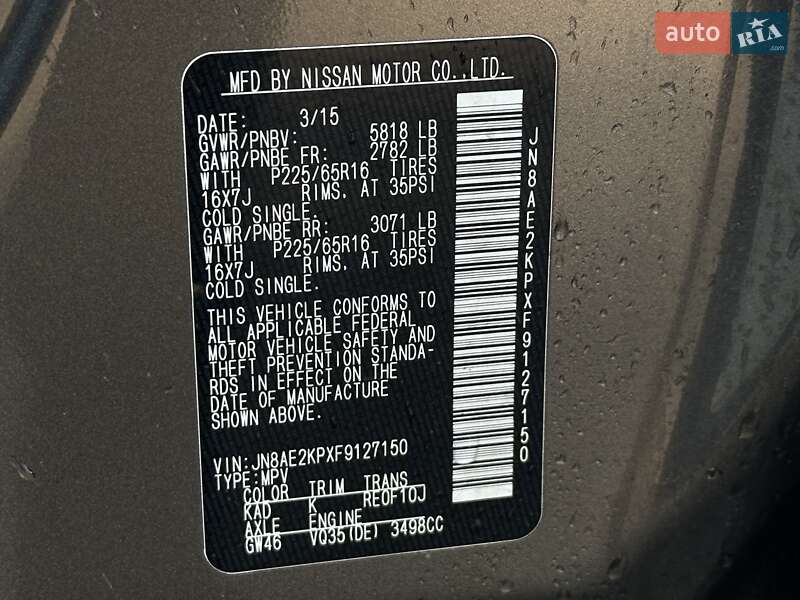 auto RIA
MFD BY NISSAN MOTOR CO.,LTD.
DATE: 3/15
GVWR/PNBV: 5818 LB
GAWR/PNBE FR: 2782 LB
WITH P225/65R16 TIRES
16X7J RIMS, AT 35PSI
COLD SINGLE.
GAWR/PNBE RR: 3071 LB
WITH P225/65R16 TIRES
16X7J RIMS, AT 35PSI
COLD SINGLE.
THIS VEHICLE CONFORMS TO
ALL APPLICABLE FEDERAL
MOTOR VEHICLE SAFETY AND
THEFT PREVENTION STANDA-
RDS IN EFFECT ON THE
DATE OF MANUFACTURE
SHOWN ABOVE.
VIN:JN8AE2KPXF9127150
TYPE:MPV
COLOR TRIM TRANS
KAD K RE0F10J
AXLE ENGINE
GW46 VQ35(DE) 3498CC
JN8AE2KPXF9127150